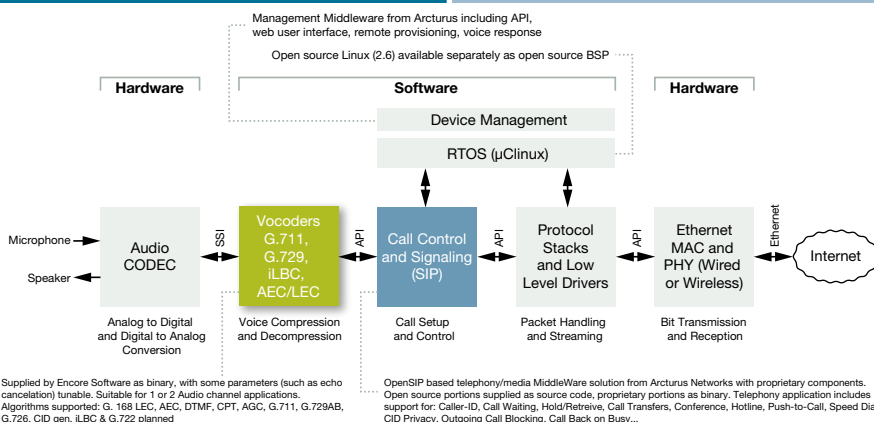 Management Middleware from Arcturus including API,
web user interface, remote provisioning, voice response
Open source Linux (2.6) available separately as open source BSP
Hardware
Software
Hardware
Device Management
RTOS (µClinux)
Microphone
Speaker
Audio
CODEC
SSI
Vocoders
G.711,
G.729,
iLBC,
AEC/LEC
API
Call Control
and Signaling
(SIP)
API
Protocol
Stacks
and Low
Level Drivers
API
Ethernet
MAC and
PHY (Wired
or Wireless)
Ethernet
Internet
Analog to Digital
and Digital to Analog
Conversion
Voice Compression
and Decompression
Call Setup
and Control
Packet Handling
and Streaming
Bit Transmission
and Reception
Supplied by Encore Software as binary, with some parameters (such as echo
cancelation) tunable. Suitable for 1 or 2 Audio channel applications.
Algorithms supported: G. 168 LEC, AEC, DTMF, CPT, AGC, G.711, G.729AB,
G.726, CID gen, iLBC & G.722 planned
OpenSIP based telephony/media MiddleWare solution from Arcturus Networks with proprietary components.
Open source portions supplied as source code, proprietary portions as binary. Telephony application includes
support for: Caller-ID, Call Waiting, Hold/Retreive, Call Transfers, Conference, Hotline, Push-to-Call, Speed
CID Privacy, Outgoing Call Blocking, Call Back on Busy...